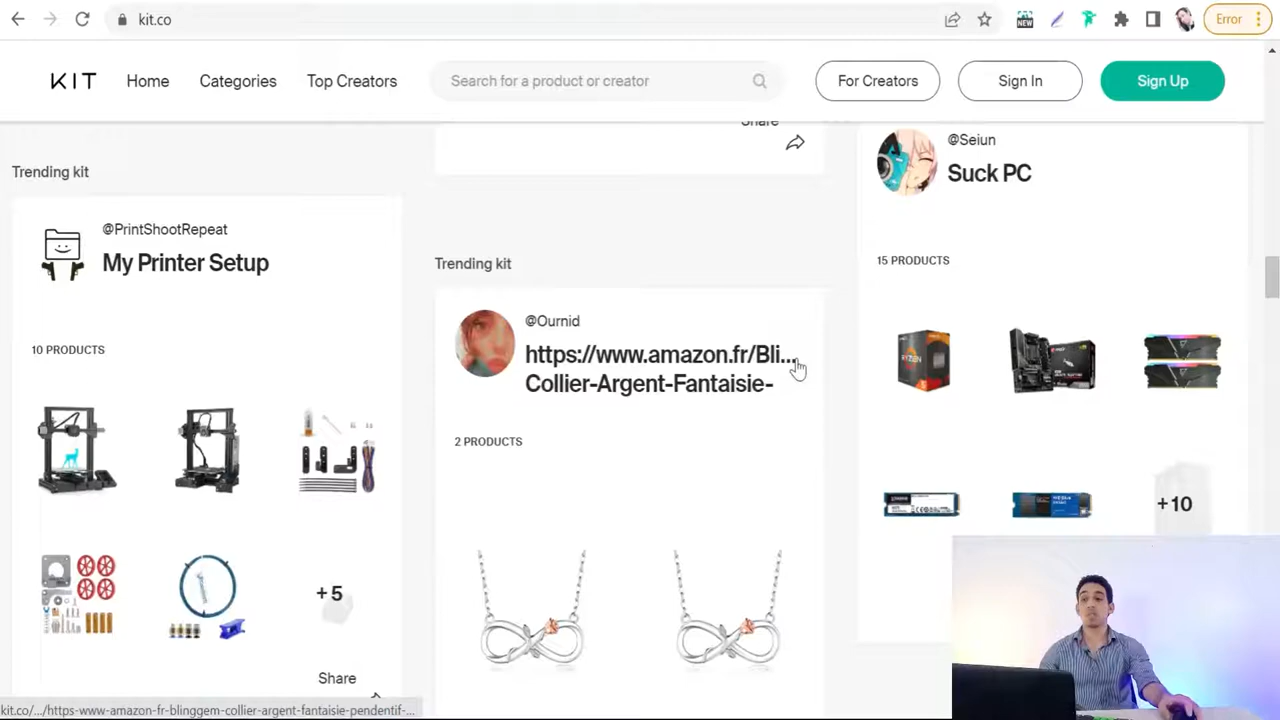 kit.co
NEW
Error
KIT
Home
Categories
Top Creators
Search for a product or creator
For Creators
Sign In
Sign Up
Share
Trending kit
@PrintShootRepeat
My Printer Setup
10 PRODUCTS
+5
Share
Trending kit
@Ournid
https://www.amazon.fr/Bli...
Collier-Argent-Fantaisie-
2 PRODUCTS
@Seiun
Suck PC
15 PRODUCTS
RYZEN
+10
kit.co/.../https-www-amazon-fr-blinggem-collier-argent-fantaisie-pendentif-...